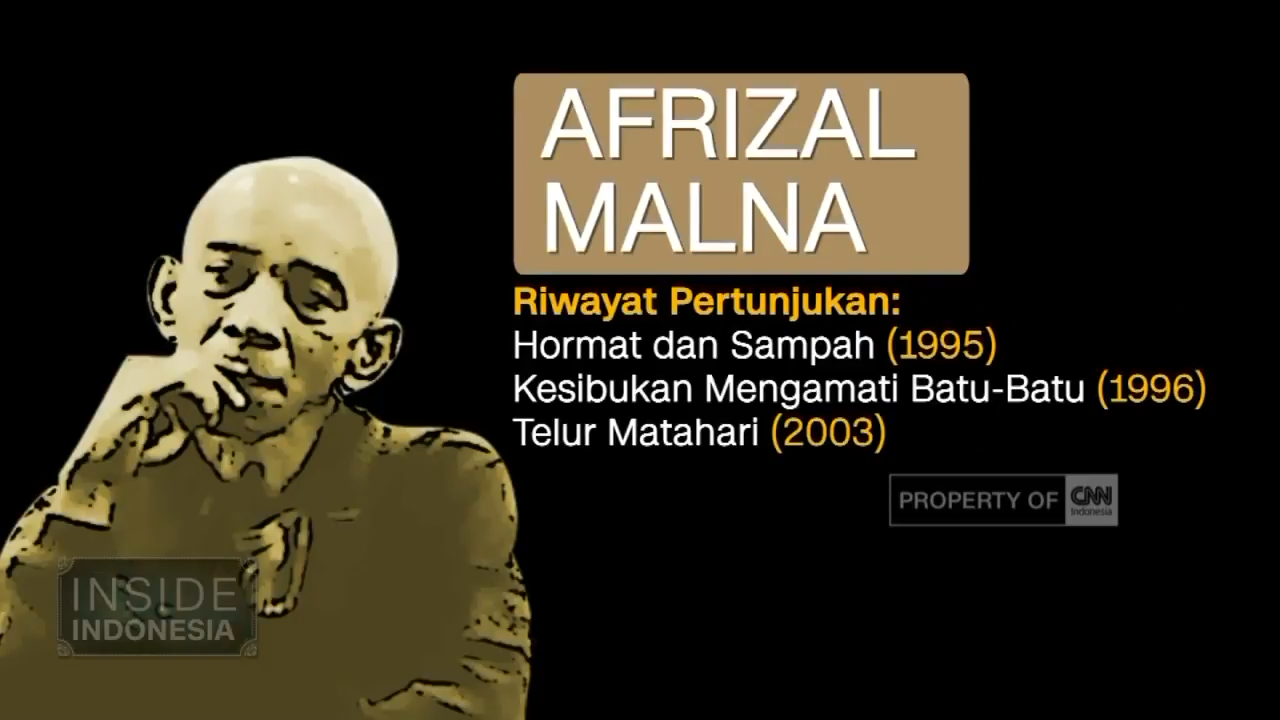 AFRIZAL
MALNA
Riwayat Pertunjukan:
Hormat dan Sampah (1995)
Kesibukan Mengamati Batu-Batu (1996)
Telur Matahari (2003)
PROPERTY OF CNN
Indonesia
INSIDE
INDONESIA